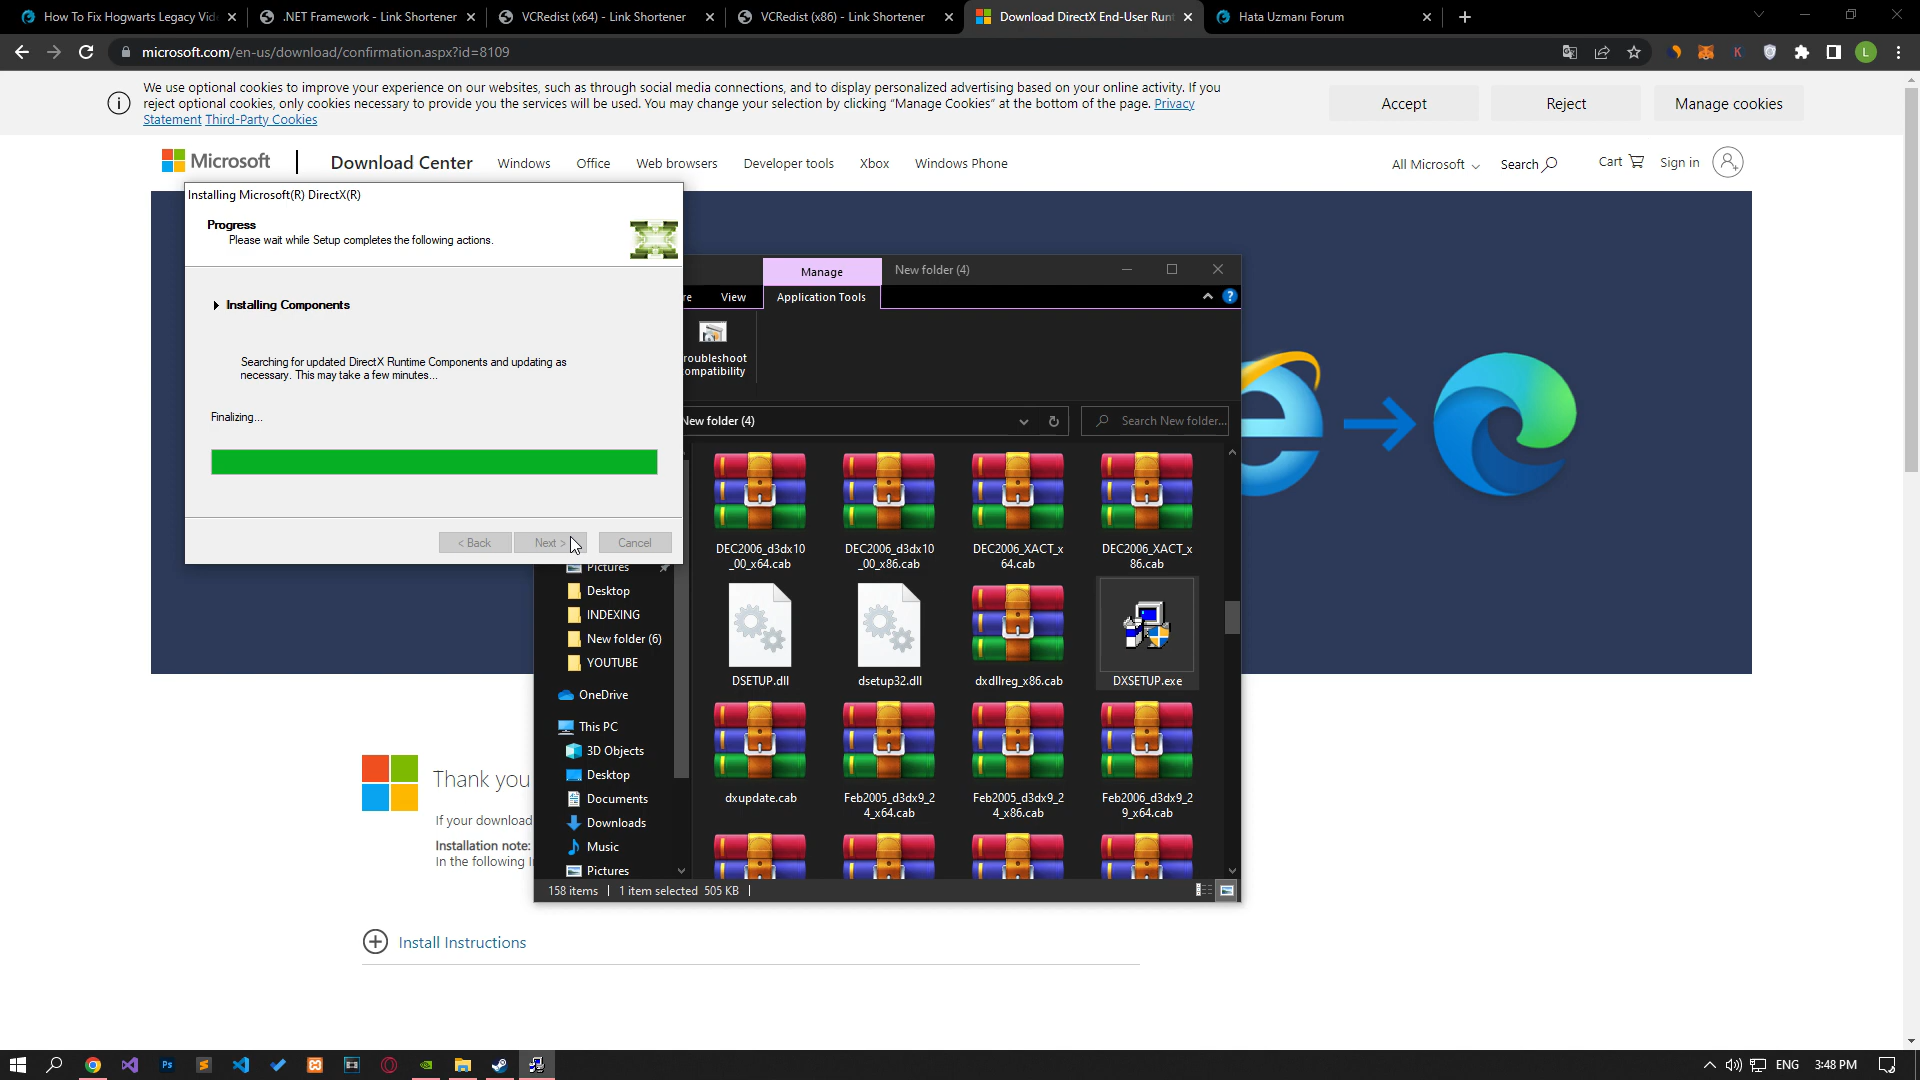 How To Fix Hogwarts Legacy Vid
.NET Framework - Link Shortener
VCRedist (x64) - Link Shortener
VCRedist (x86) - Link Shortener
Download DirectX End-User Runt
Hata Uzmanı Forum
microsoft.com/en-us/download/confirmation.aspx?id=8109
K
L
We use optional cookies to improve your experience on our websites, such as through social media connections, and to display personalized advertising based on your online activity. If you
reject optional cookies, only cookies necessary to provide you the services will be used. You may change your selection by clicking “Manage Cookies” at the bottom of the page. Privacy
Statement Third-Party Cookies
Accept
Reject
Manage cookies
Microsoft
Download Center
Windows
Office
Web browsers
Developer tools
Xbox
Windows Phone
All Microsoft
Search
Cart
Sign in
Installing Microsoft(R) DirectX(R)
Progress
Please wait while Setup completes the following actions.
Installing Components
Searching for updated DirectX Runtime Components and updating as
necessary. This may take a few minutes...
Finalizing...
< Back
Next >
Cancel
Manage
New folder (4)
re
View
Application Tools
roubleshoot
ompatibility
New folder (4)
Search New folder...
DEC2006_d3dx10
_00_x64.cab
DEC2006_d3dx10
_00_x86.cab
DEC2006_XACT_x
64.cab
DEC2006_XACT_x
86.cab
DSETUP.dll
dsetup32.dll
dxdllreg_x86.cab
DXSETUP.exe
dxupdate.cab
Feb2005_d3dx9_2
4_x64.cab
Feb2005_d3dx9_2
4_x86.cab
Feb2006_d3dx9_2
9_x64.cab
Pictures
Desktop
INDEXING
New folder (6)
YOUTUBE
OneDrive
This PC
3D Objects
Desktop
Documents
Downloads
Music
Pictures
158 items
1 item selected 505 KB
Thank you
If your download
Installation note:
In the following I
Install Instructions
Ps
ENG
3:48 PM